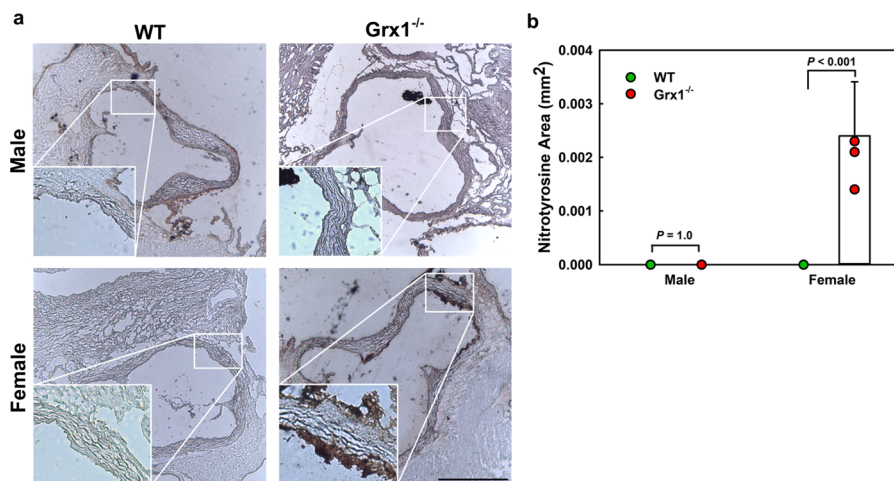 a
WT
Grx1-/-
Male
Female
b
0.004
0.003
0.002
0.001
0.000
Nitrotyrosine Area (mm2)
WT
Grx1-/-
P < 0.001
P = 1.0
Male
Female